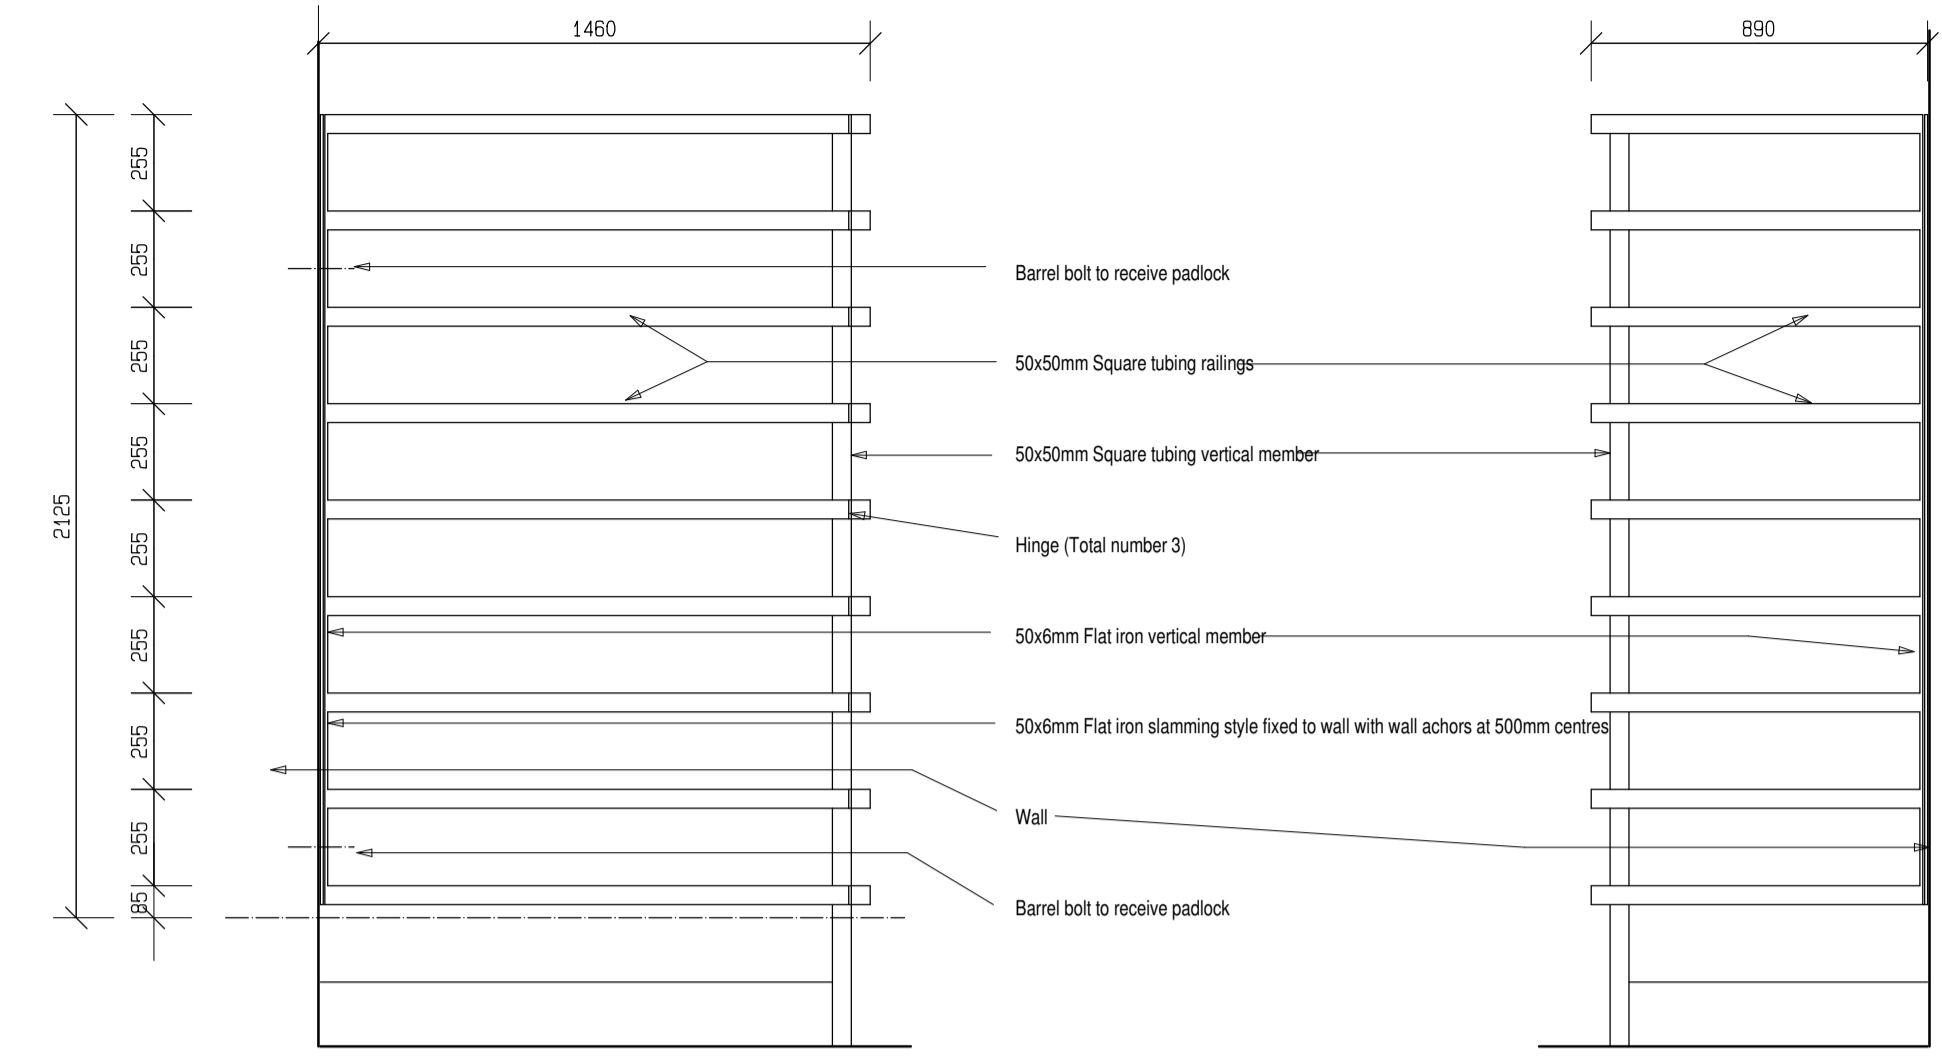 1460
890
255
255
Barrel bolt to receive padlock
255
50x50mm Square tubing railings
255
50x50mm Square tubing vertical member
2125
255
Hinge (Total number 3)
255
50x6mm Flat iron vertical member
255
50x6mm Flat iron slamming style fixed to wall with wall achors at 500mm centres
255
Wall
85
Barrel bolt to receive padlock